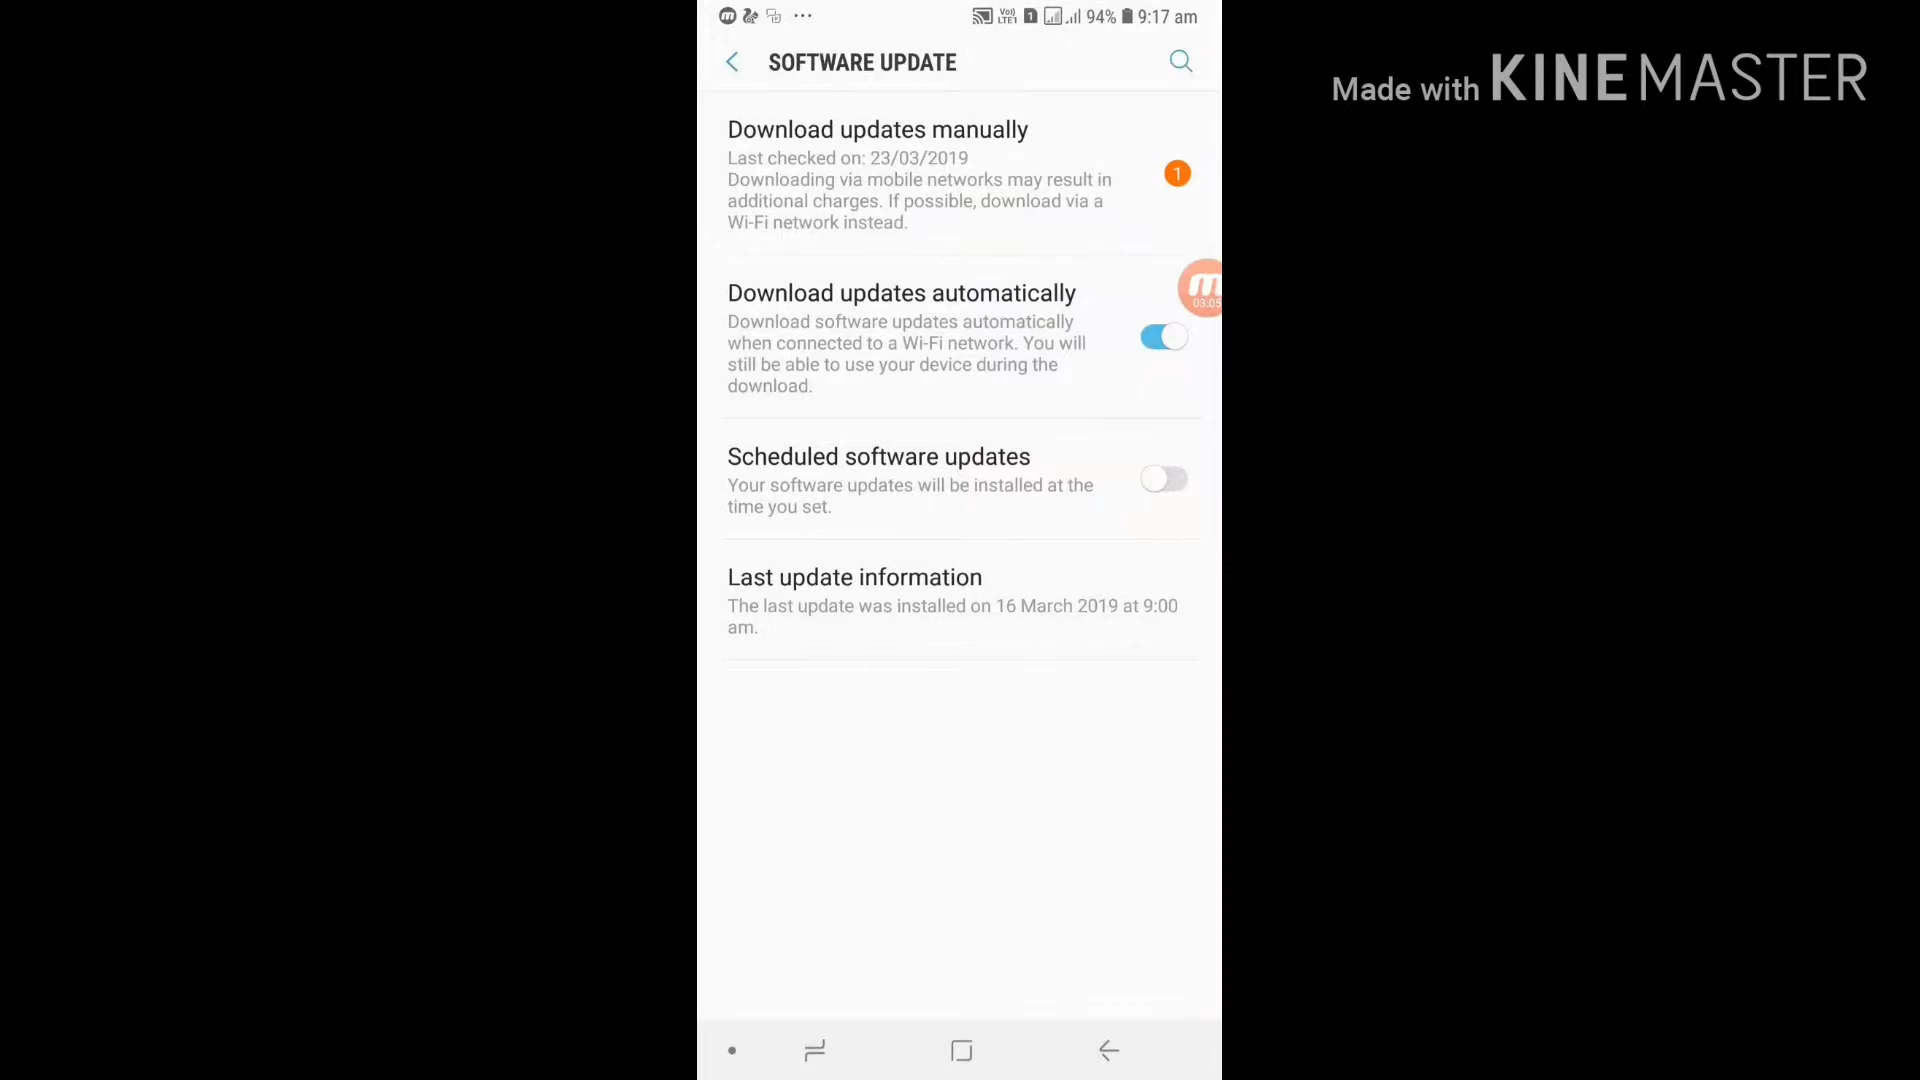 94% 9:17 am
SOFTWARE UPDATE
Made with KINEMASTER
Download updates manually
Last checked on: 23/03/2019
Downloading via mobile networks may result in
additional charges. If possible, download via a
Wi-Fi network instead.
1
Download updates automatically
Download software updates automatically
when connected to a Wi-Fi network. You will
still be able to use your device during the
download.
03:05
Scheduled software updates
Your software updates will be installed at the
time you set.
Last update information
The last update was installed on 16 March 2019 at 9:00
am.